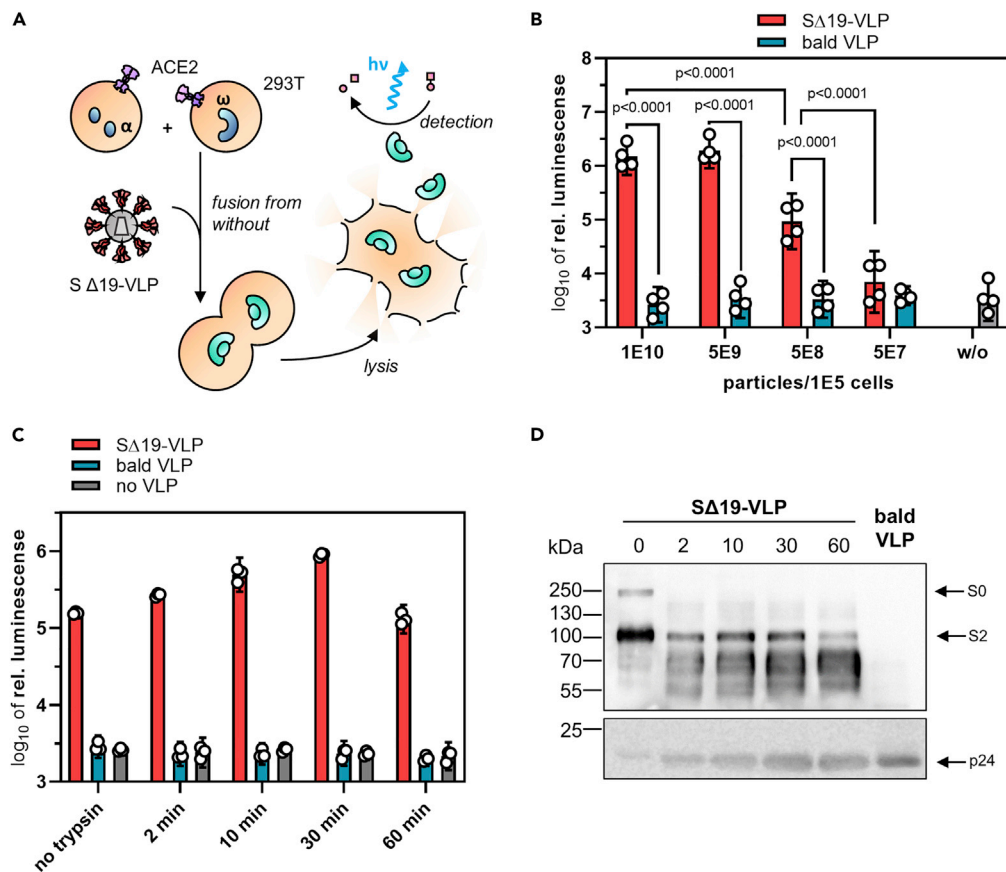 A
ACE2
293T
α
+
ω
hν
detection
fusion from
without
S Δ19-VLP
lysis
B
SΔ19-VLP
bald VLP
p<0.0001
p<0.0001
p<0.0001
p<0.0001
p<0.0001
log10 of rel. luminescense
8
7
6
5
4
3
1E10
5E9
5E8
5E7
w/o
particles/1E5 cells
C
SΔ19-VLP
bald VLP
no VLP
log10 of rel. luminescense
6
5
4
3
no trypsin
2 min
10 min
30 min
60 min
D
SΔ19-VLP
bald
VLP
kDa
0
2
10
30
60
250
130
100
70
55
25
S0
S2
p24